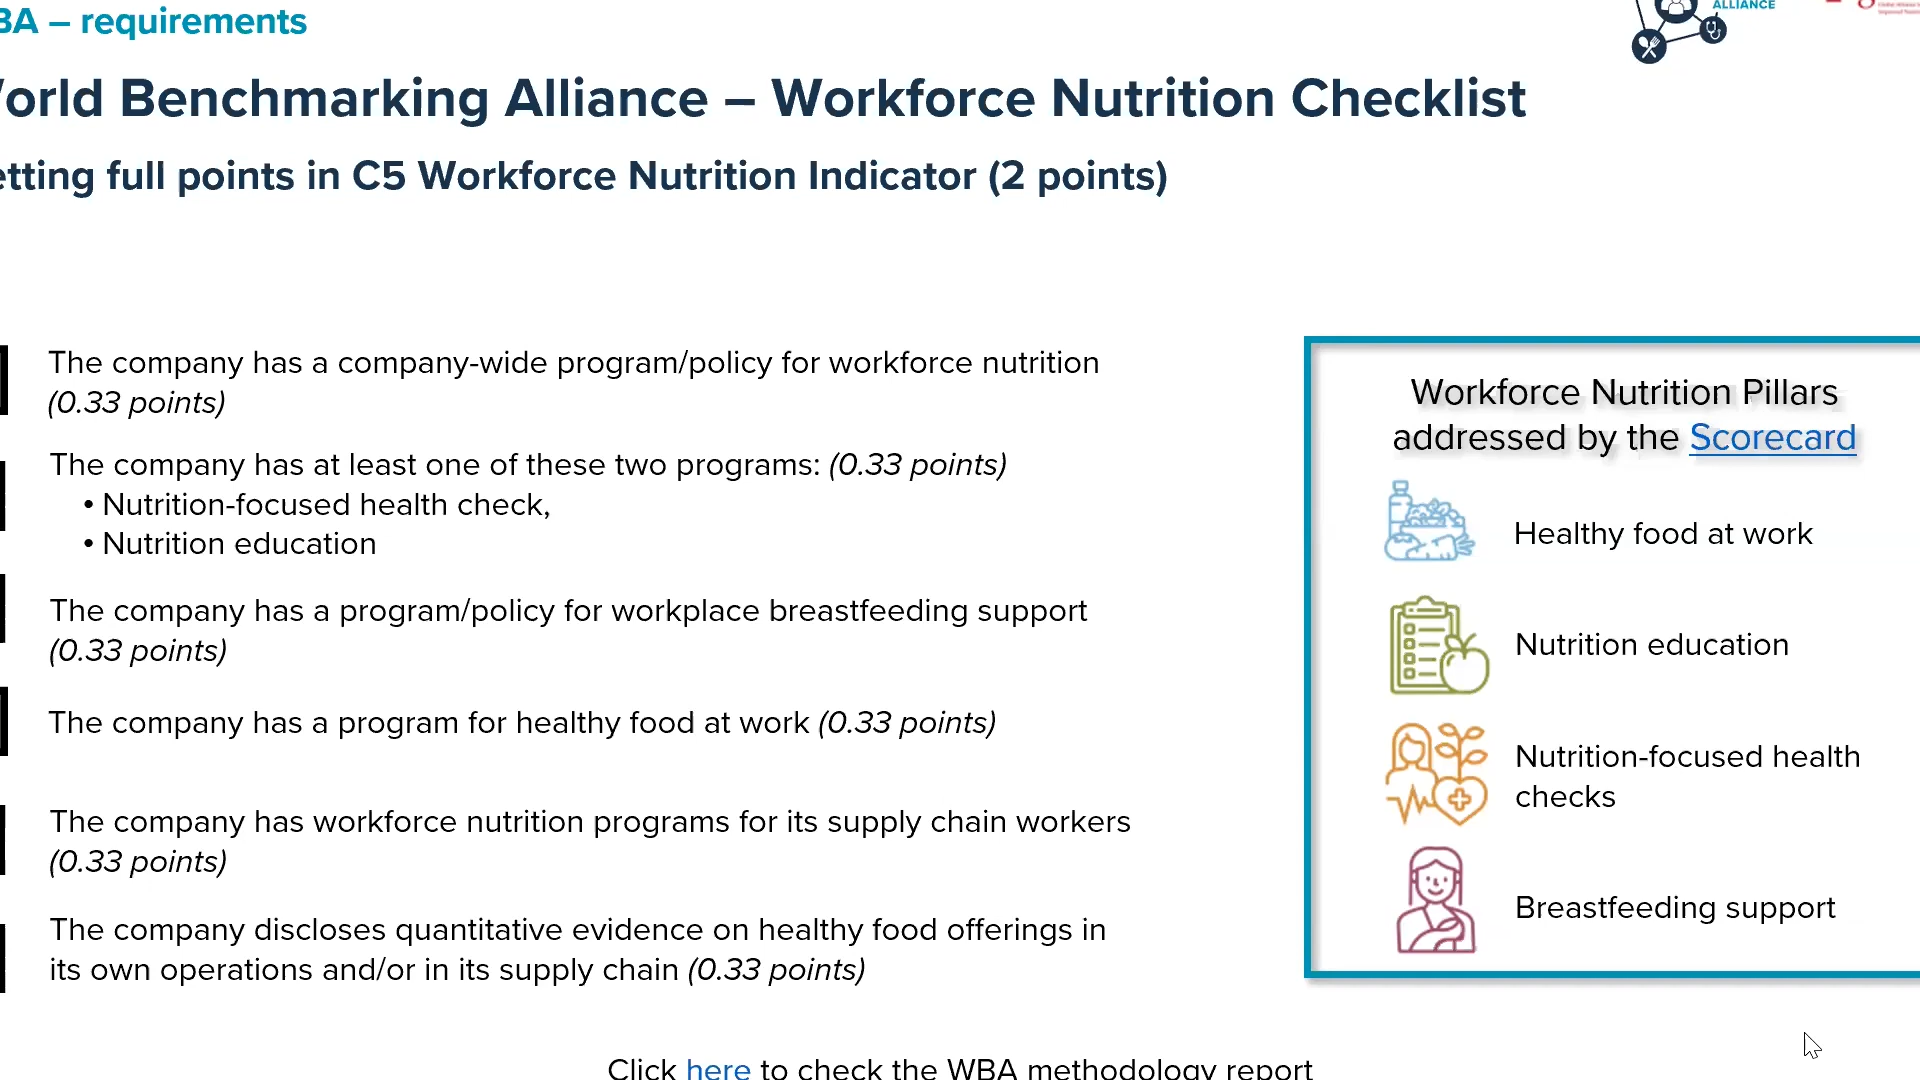 BA – requirements
ALLIANCE
World Benchmarking Alliance – Workforce Nutrition Checklist
etting full points in C5 Workforce Nutrition Indicator (2 points)
The company has a company-wide program/policy for workforce nutrition
(0.33 points)
The company has at least one of these two programs: (0.33 points)
• Nutrition-focused health check,
• Nutrition education
The company has a program/policy for workplace breastfeeding support
(0.33 points)
The company has a program for healthy food at work (0.33 points)
The company has workforce nutrition programs for its supply chain workers
(0.33 points)
The company discloses quantitative evidence on healthy food offerings in
its own operations and/or in its supply chain (0.33 points)
Workforce Nutrition Pillars
addressed by the Scorecard
Healthy food at work
Nutrition education
Nutrition-focused health
checks
Breastfeeding support
Click here to check the WBA methodology report